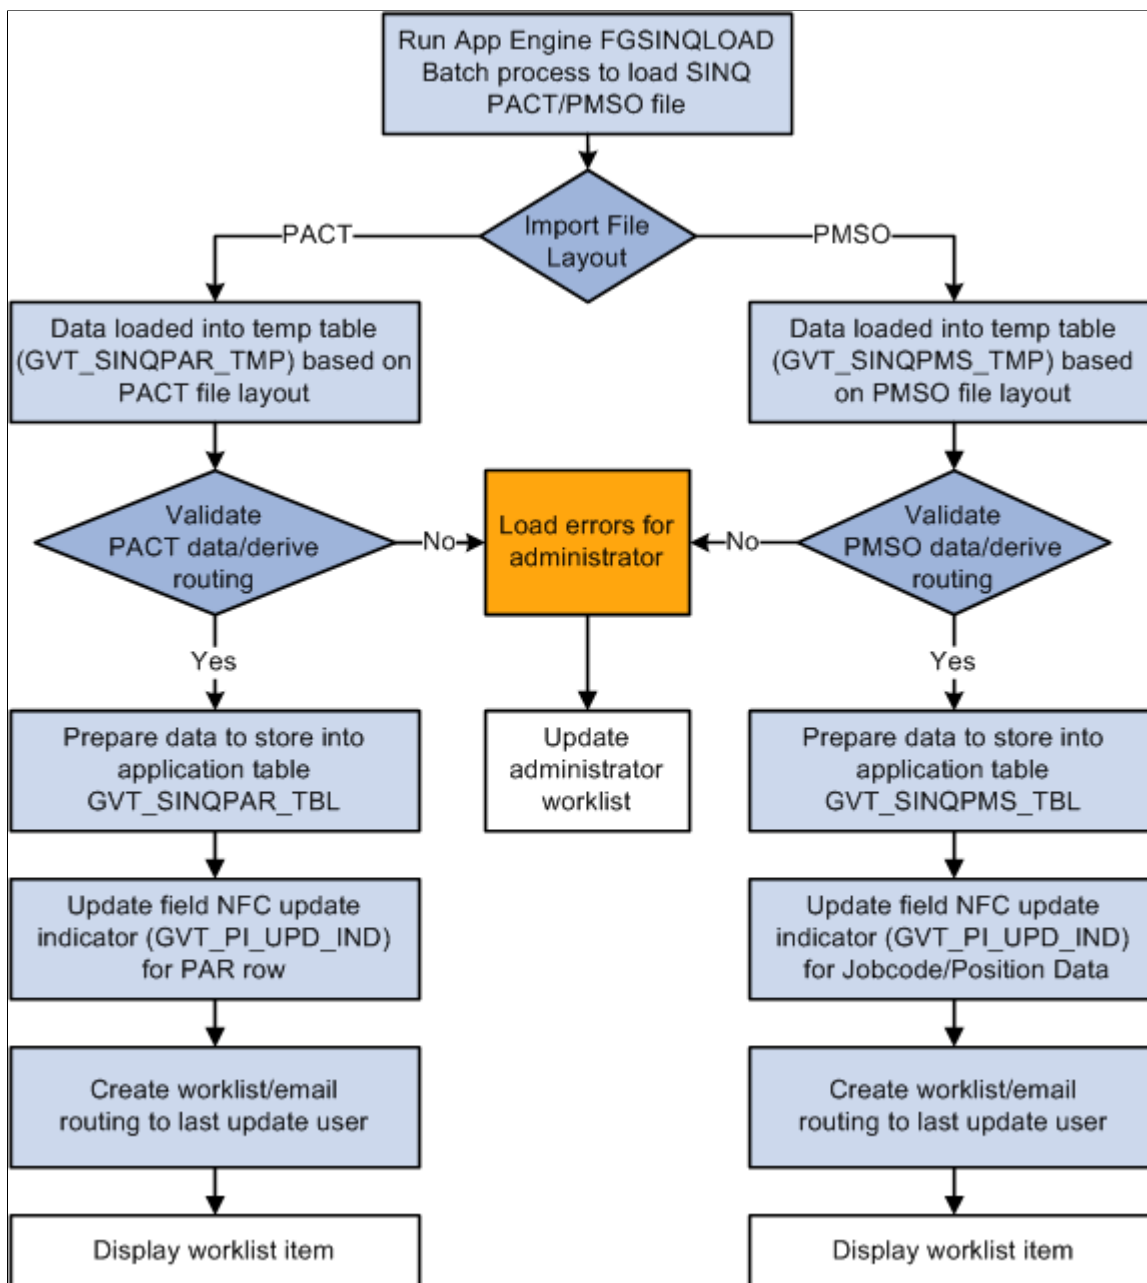 Run App Engine FGSINQLOAD
Batch process to load SINQ
PACT/PMSO file
Import File
Layout
PACT
PMSO
Data loaded into temp table
(GVT_SINQPAR_TMP) based on
PACT file layout
Data loaded into temp table
(GVT_SINQPMS_TMP) based
on PMSO file layout
Validate
PACT data/derive
routing
No
Load errors for
administrator
No
Validate
PMSO data/derive
routing
Yes
Yes
Prepare data to store into
application table
GVT_SINQPAR_TBL
Update
administrator
worklist
Prepare data to store into
application table
GVT_SINQPMS_TBL
Update field NFC update
indicator (GVT_PI_UPD_IND)
for PAR row
Update field NFC update
indicator (GVT_PI_UPD_IND)
for Jobcode/Position Data
Create worklist/email
routing to last update user
Create worklist/email
routing to last update user
Display worklist item
Display worklist item